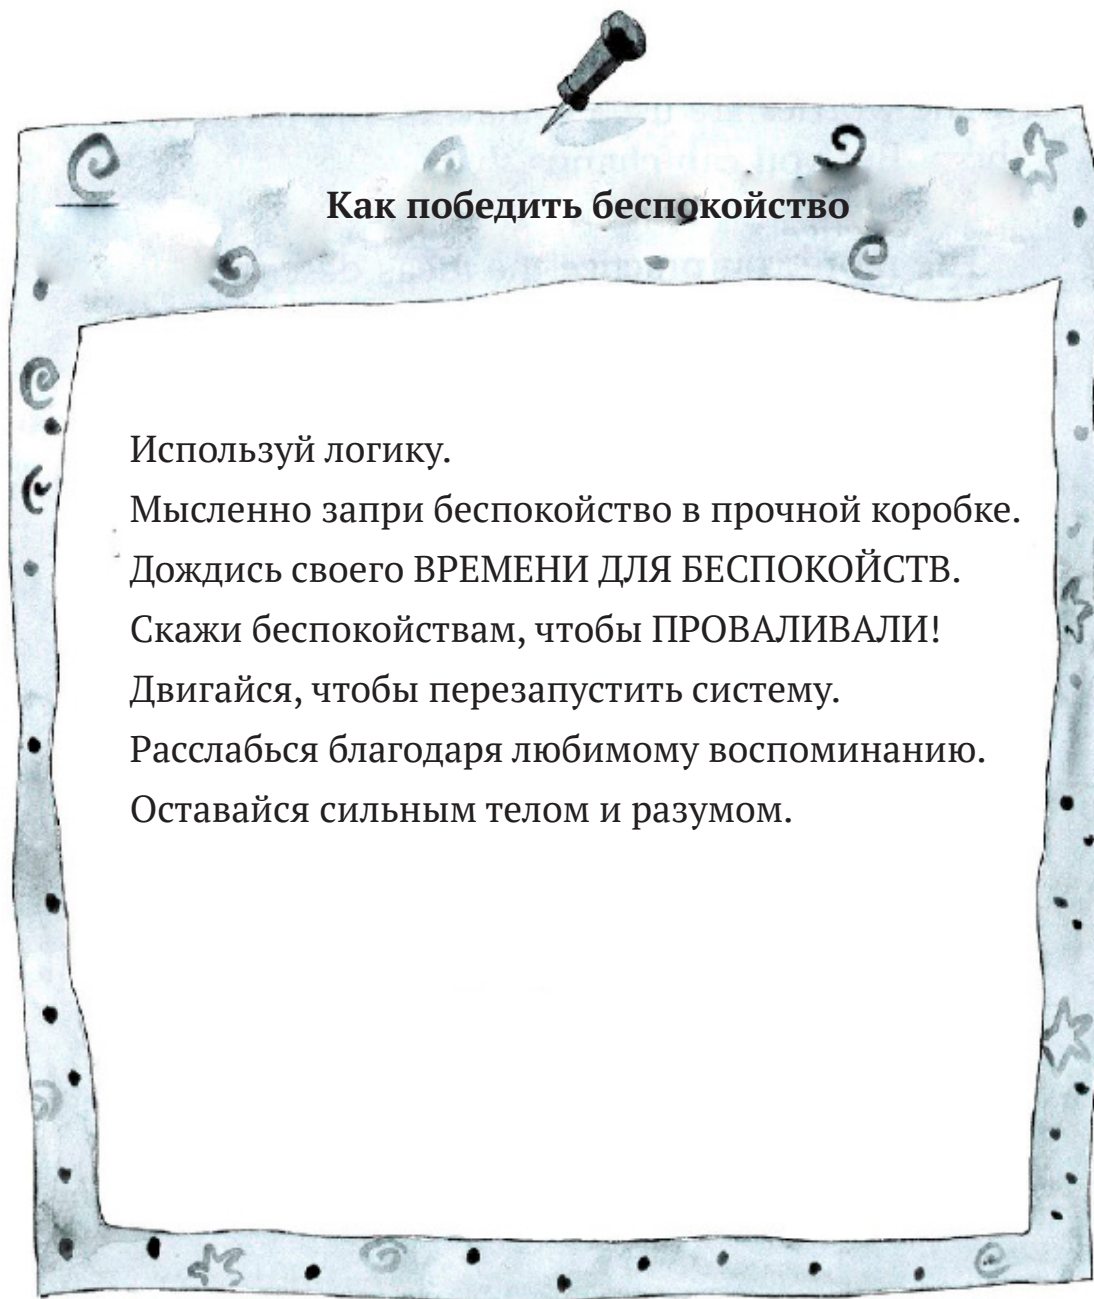 Как победить беспокойство
Используй логику.
Мысленно запри беспокойство в прочной коробке.
Дождись своего ВРЕМЕНИ ДЛЯ БЕСПОКОЙСТВ.
Скажи беспокойствам, чтобы ПРОВАЛИВАЛИ!
Двигайся, чтобы перезапустить систему.
Расслабься благодаря любимому воспоминанию.
Оставайся сильным телом и разумом.